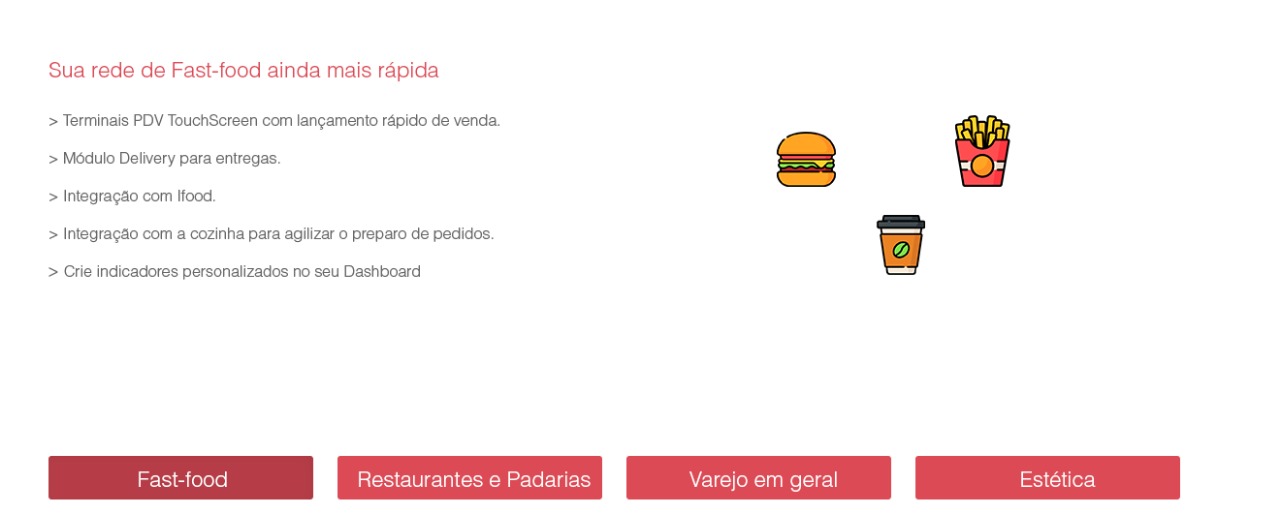 Sua rede de Fast-food ainda mais rápida
> Terminais PDV TouchScreen com lançamento rápido de venda.
> Módulo Delivery para entregas.
> Integração com Ifood.
> Integração com a cozinha para agilizar o preparo de pedidos.
> Crie indicadores personalizados no seu Dashboard
Fast-food
Restaurantes e Padarias
Varejo em geral
Estética